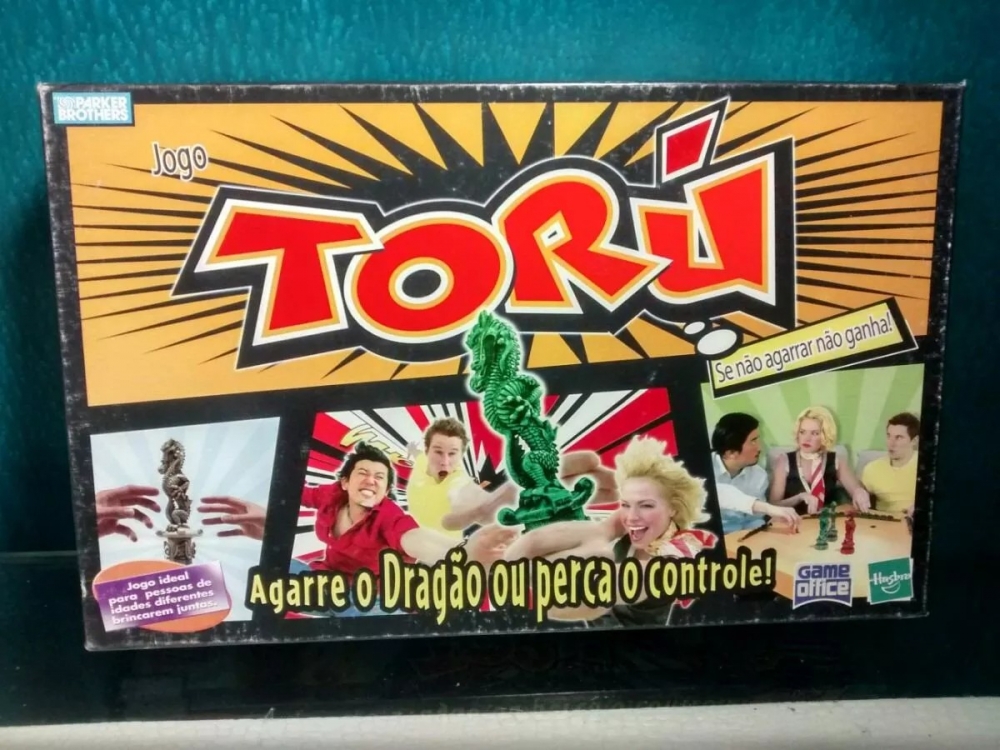 PARKER
BROTHERS
Jogo
TORÚ
Se não agarrar não ganha!
Jogo ideal
para pessoas de
idades diferentes
brincarem juntas.
Agarre o Dragão ou perca o controle!
GAME
office
Hasbro